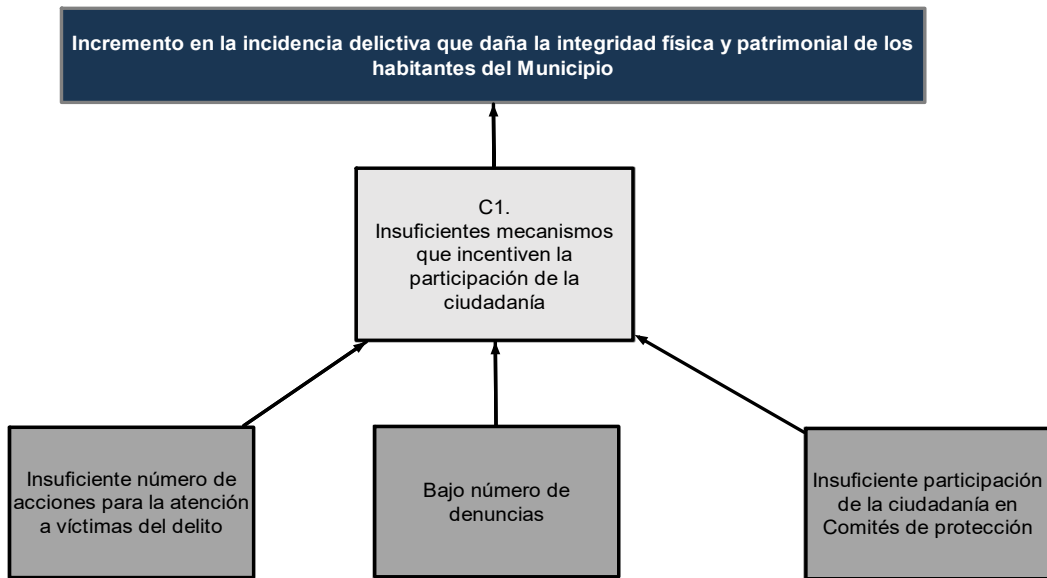 Incremento en la incidencia delictiva que daña la integridad física y patrimonial de los
habitantes del Municipio
C1.
Insuficientes mecanismos
que incentiven la
participación de la
ciudadanía
Insuficiente número de
acciones para la atención
a víctimas del delito
Bajo número de
denuncias
Insuficiente participación
de la ciudadanía en
Comités de protección